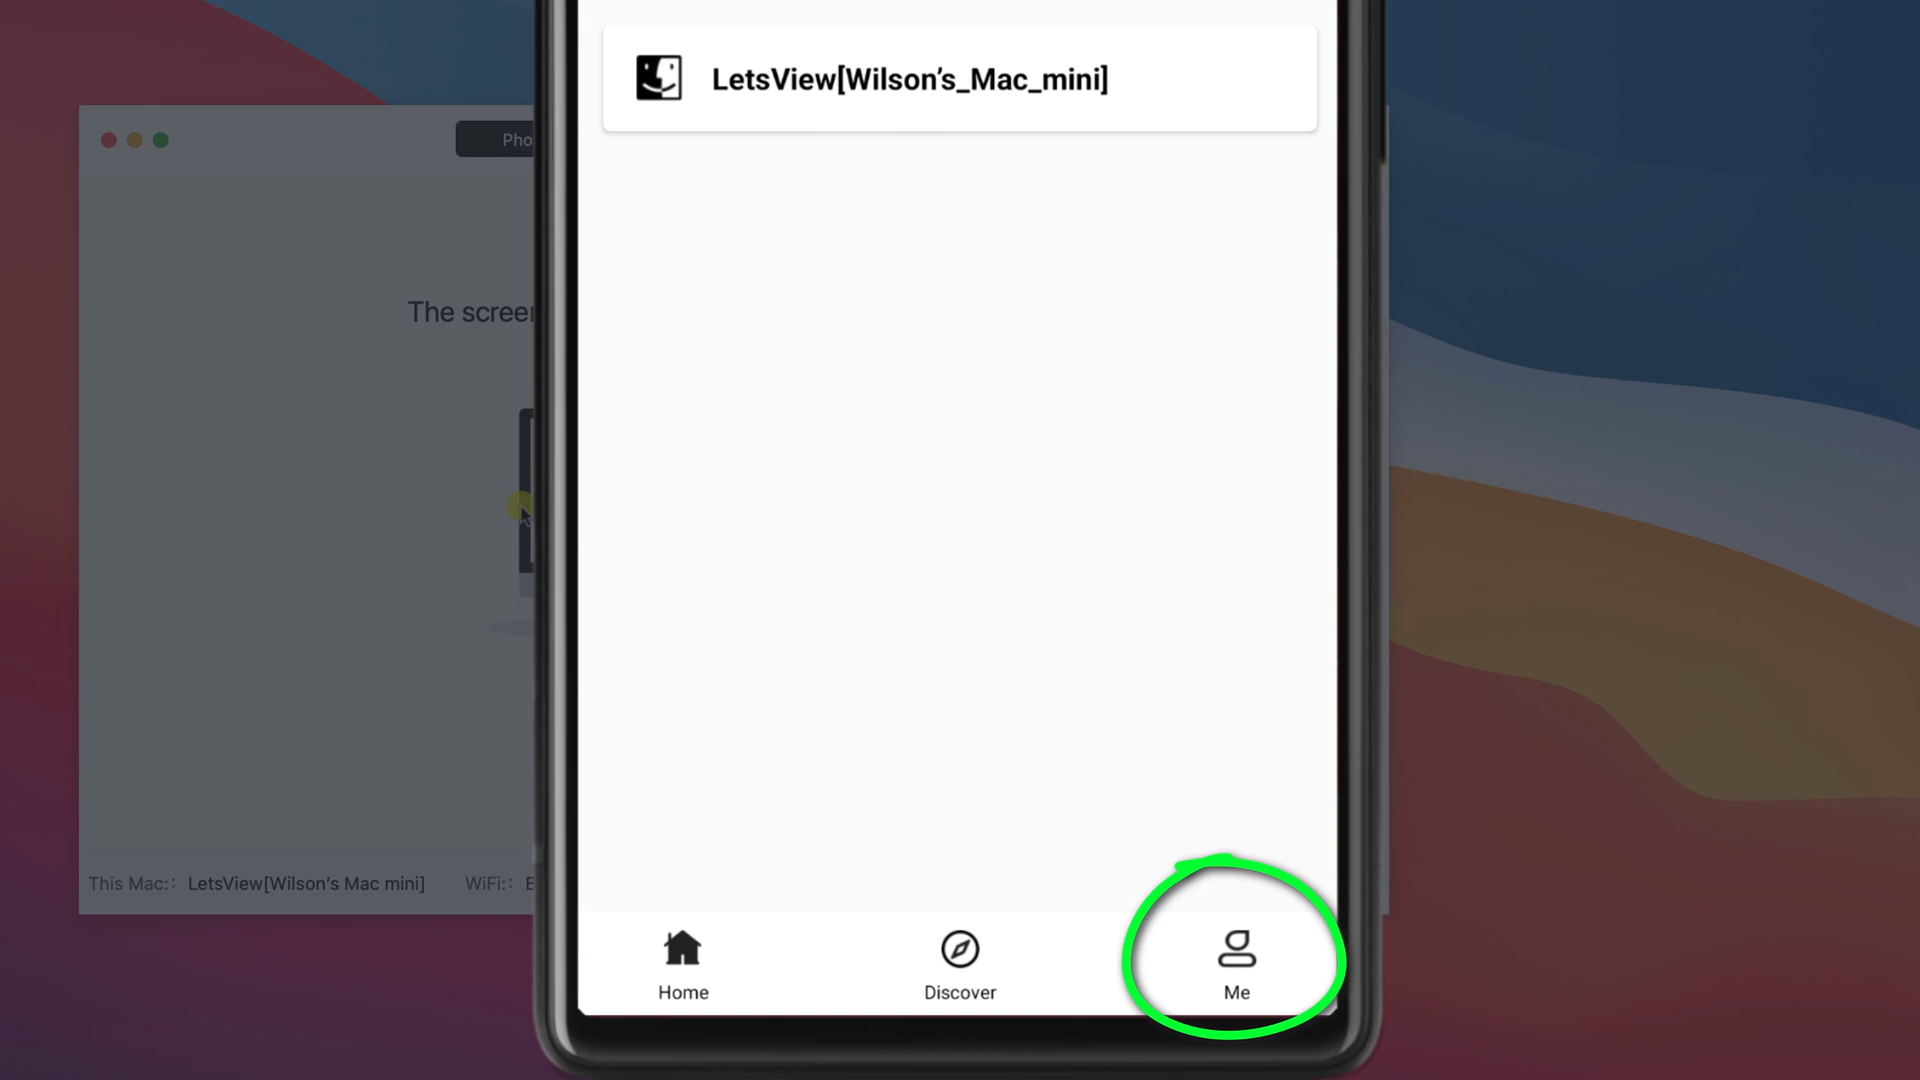 LetsView[Wilson’s_Mac_mini]
Pho
The screen
This Mac:: LetsView[Wilson’s Mac mini] WiFi::
Home
Discover
Me